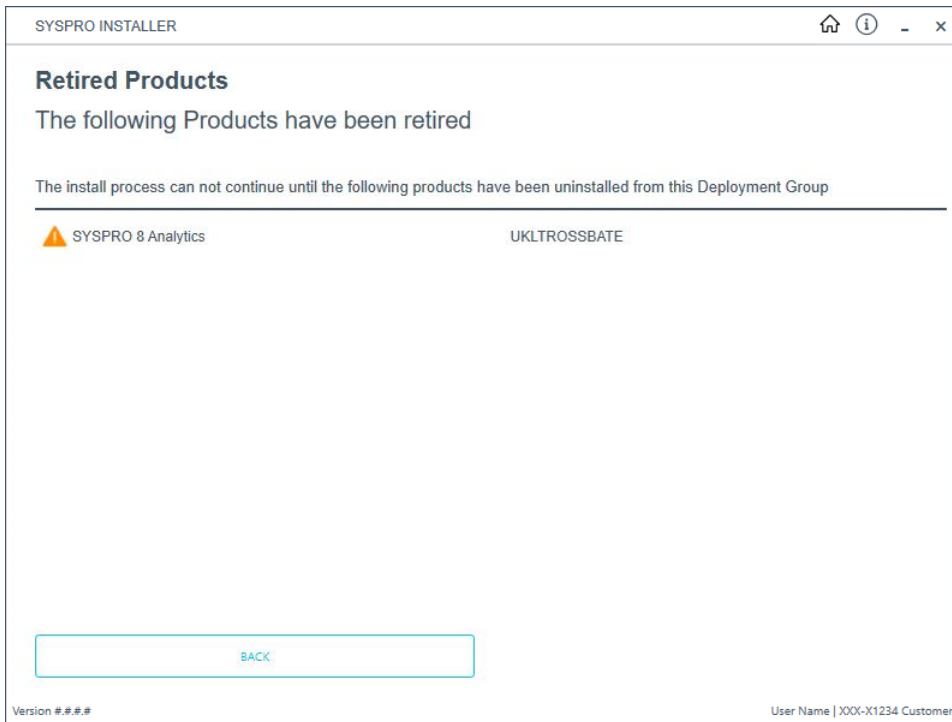 SYSPRO INSTALLER
Retired Products
The following Products have been retired
The install process can not continue until the following products have been uninstalled from this Deployment Group
SYSPRO 8 Analytics UKLTROSSBATE
BACK
Version #.#.#.# User Name | XXX-X1234 Customer